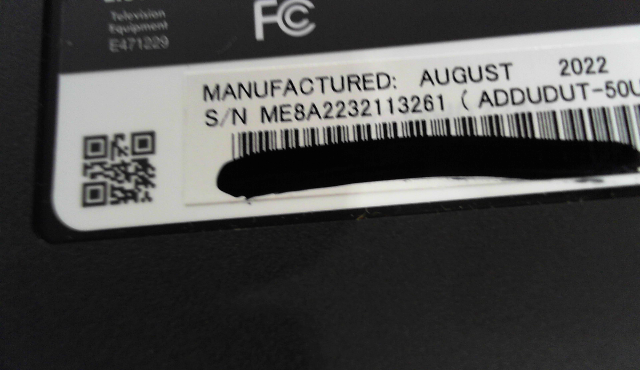 Television
Equipment
E471229
FC
MANUFACTURED: AUGUST 2022
S/N ME8A2232113261 ( ADDUDUT-50U